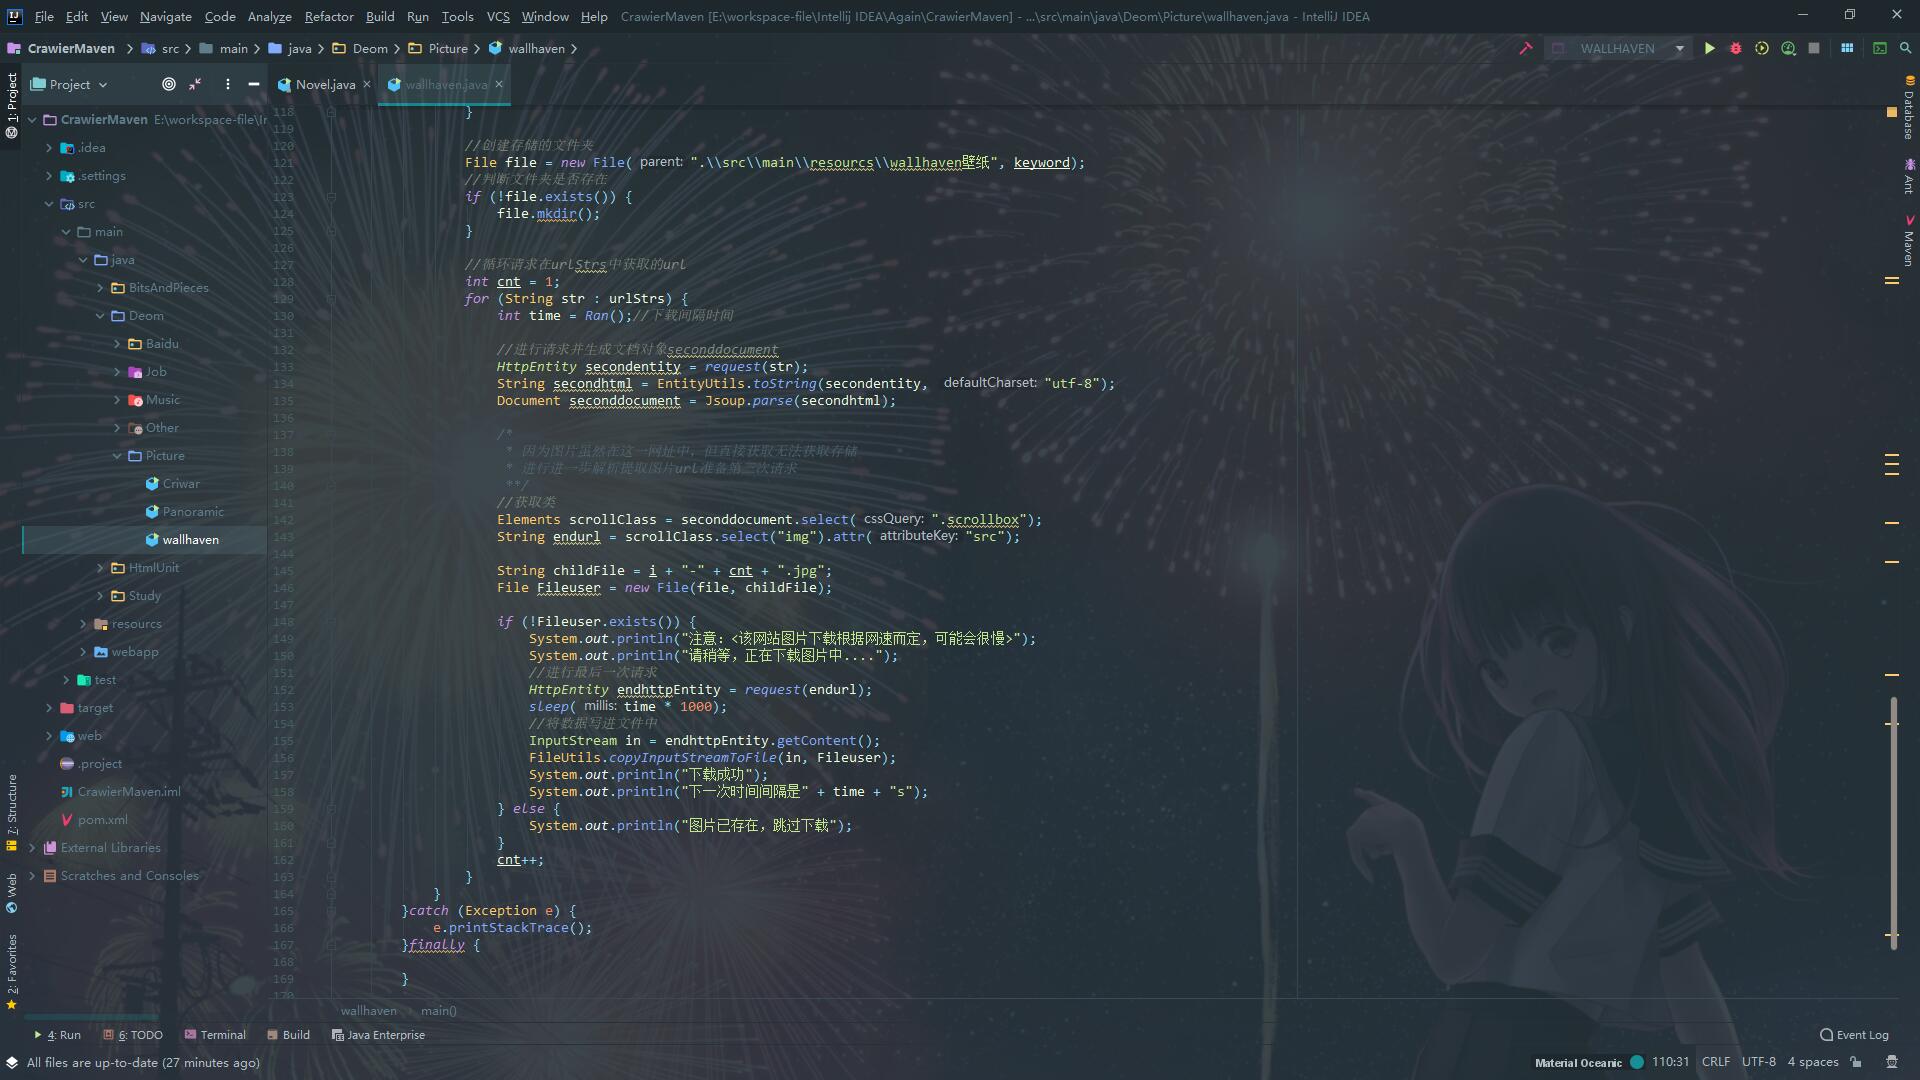 File Edit View Navigate Code Analyze Refactor Build Run Tools VCS Window Help CrawierMaven [E:\workspace-file\Intellij IDEA\Again\CrawierMaven] - ...\src\main\java\Deom\Picture\wallhaven.java - IntelliJ IDEA
CrawierMaven src main java Deom Picture wallhaven WALLHAVEN
1: Project
Project
Novel.java
wallhaven.java
CrawierMaven E:\workspace-file\Ir
.idea
.settings
src
main
java
BitsAndPieces
Deom
Baidu
Job
Music
Other
Picture
Criwar
Panoramic
wallhaven
HtmlUnit
Study
resourcs
webapp
test
target
web
.project
CrawierMaven.iml
pom.xml
External Libraries
Scratches and Consoles
7: Structure
Web
2: Favorites
118 }
119
120 //创建存储的文件夹
121 File file = new File( parent: ".\\src\\main\\resourcs\\wallhaven壁纸", keyword);
122 //判断文件夹是否存在
123 if (!file.exists()) {
124 file.mkdir();
125 }
126
127 //循环请求在urlStrs中获取的url
128 int cnt = 1;
129 for (String str : urlStrs) {
130 int time = Ran();//下载间隔时间
131
132 //进行请求并生成文档对象seconddocument
133 HttpEntity secondentity = request(str);
134 String secondhtml = EntityUtils.toString(secondentity, defaultCharset: "utf-8");
135 Document seconddocument = Jsoup.parse(secondhtml);
136
137 /*
138 * 因为图片虽然在这一网址中，但直接获取无法获取存储
139 * 进行进一步解析提取图片url准备第三次请求
140 **/
141 //获取类
142 Elements scrollClass = seconddocument.select( cssQuery: ".scrollbox");
143 String endurl = scrollClass.select("img").attr( attributeKey: "src");
144
145 String childFile = i + "-" + cnt + ".jpg";
146 File Fileuser = new File(file, childFile);
147
148 if (!Fileuser.exists()) {
149 System.out.println("注意：<该网站图片下载根据网速而定，可能会很慢>");
150 System.out.println("请稍等，正在下载图片中....");
151 //进行最后一次请求
152 HttpEntity endhttpEntity = request(endurl);
153 sleep( millis: time * 1000);
154 //将数据写进文件中
155 InputStream in = endhttpEntity.getContent();
156 FileUtils.copyInputStreamToFile(in, Fileuser);
157 System.out.println("下载成功");
158 System.out.println("下一次时间间隔是" + time + "s");
159 } else {
160 System.out.println("图片已存在，跳过下载");
161 }
162 cnt++;
163 }
164 }
165 }catch (Exception e) {
166 e.printStackTrace();
167 }finally {
168
169 }
170
wallhaven main()
Database
Ant
Maven
4: Run 6: TODO Terminal Build Java Enterprise Event Log
All files are up-to-date (27 minutes ago) Material Oceanic 110:31 CRLF UTF-8 4 spaces